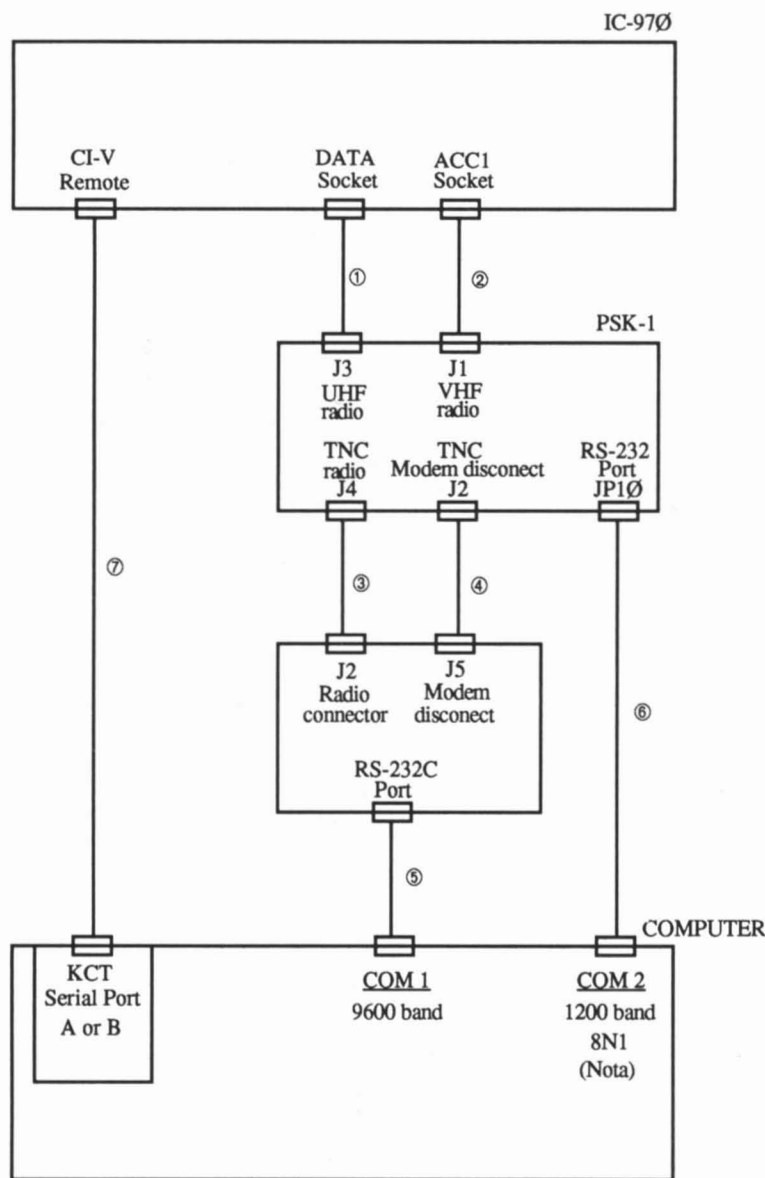 IC-97Ø
CI-V
Remote
DATA
Socket
ACC1
Socket
①
②
PSK-1
J3
UHF
radio
J1
VHF
radio
TNC
radio
J4
TNC
Modem disconect
J2
RS-232
Port
JP1Ø
⑦
③
④
J2
Radio
connector
J5
Modem
disconect
⑥
RS-232C
Port
⑤
COMPUTER
KCT
Serial Port
A or B
COM 1
9600 band
COM 2
1200 band
8N1
(Nota)